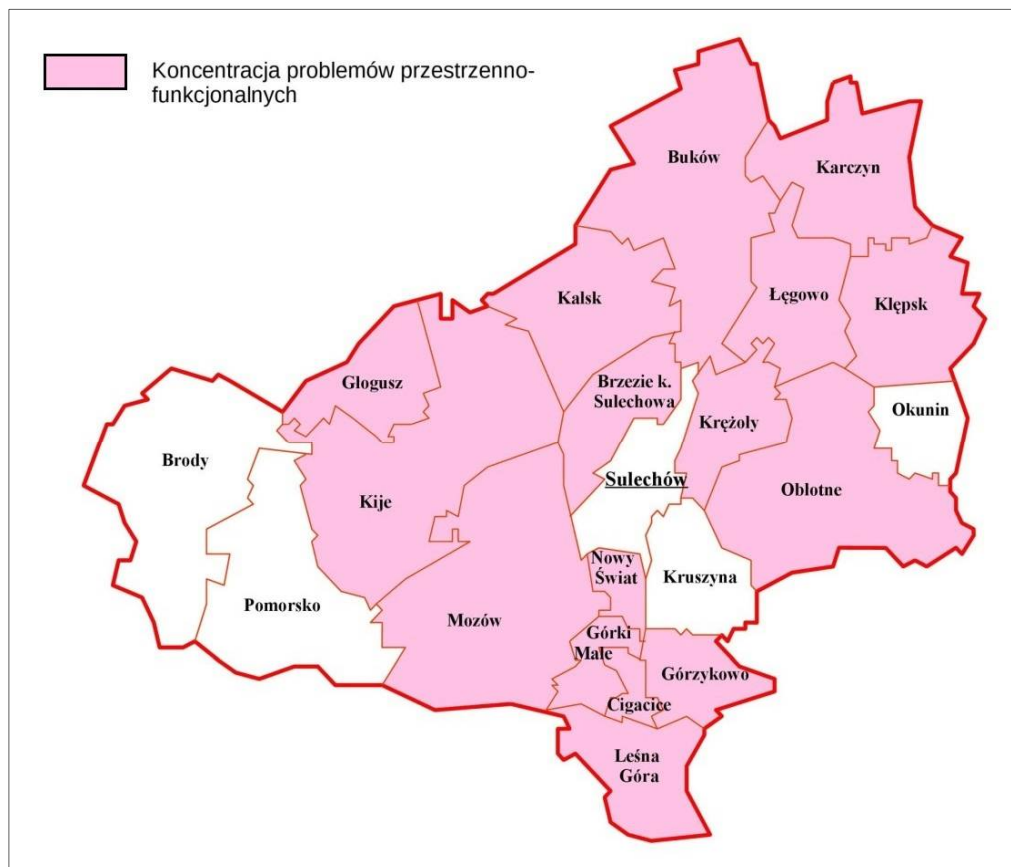 Koncentracja problemów przestrzenno-
funkcjonalnych
Buków
Karczyn
Kalsk
Łęgowo
Klępsk
Głogusz
Brzezie k.
Sulechowa
Krężoły
Okunin
Brody
Kije
Sulechów
Obłotne
Nowy
Świat
Kruszyna
Pomorsko
Mozów
Górki
Małe
Górzykowo
Cigacice
Leśna
Góra